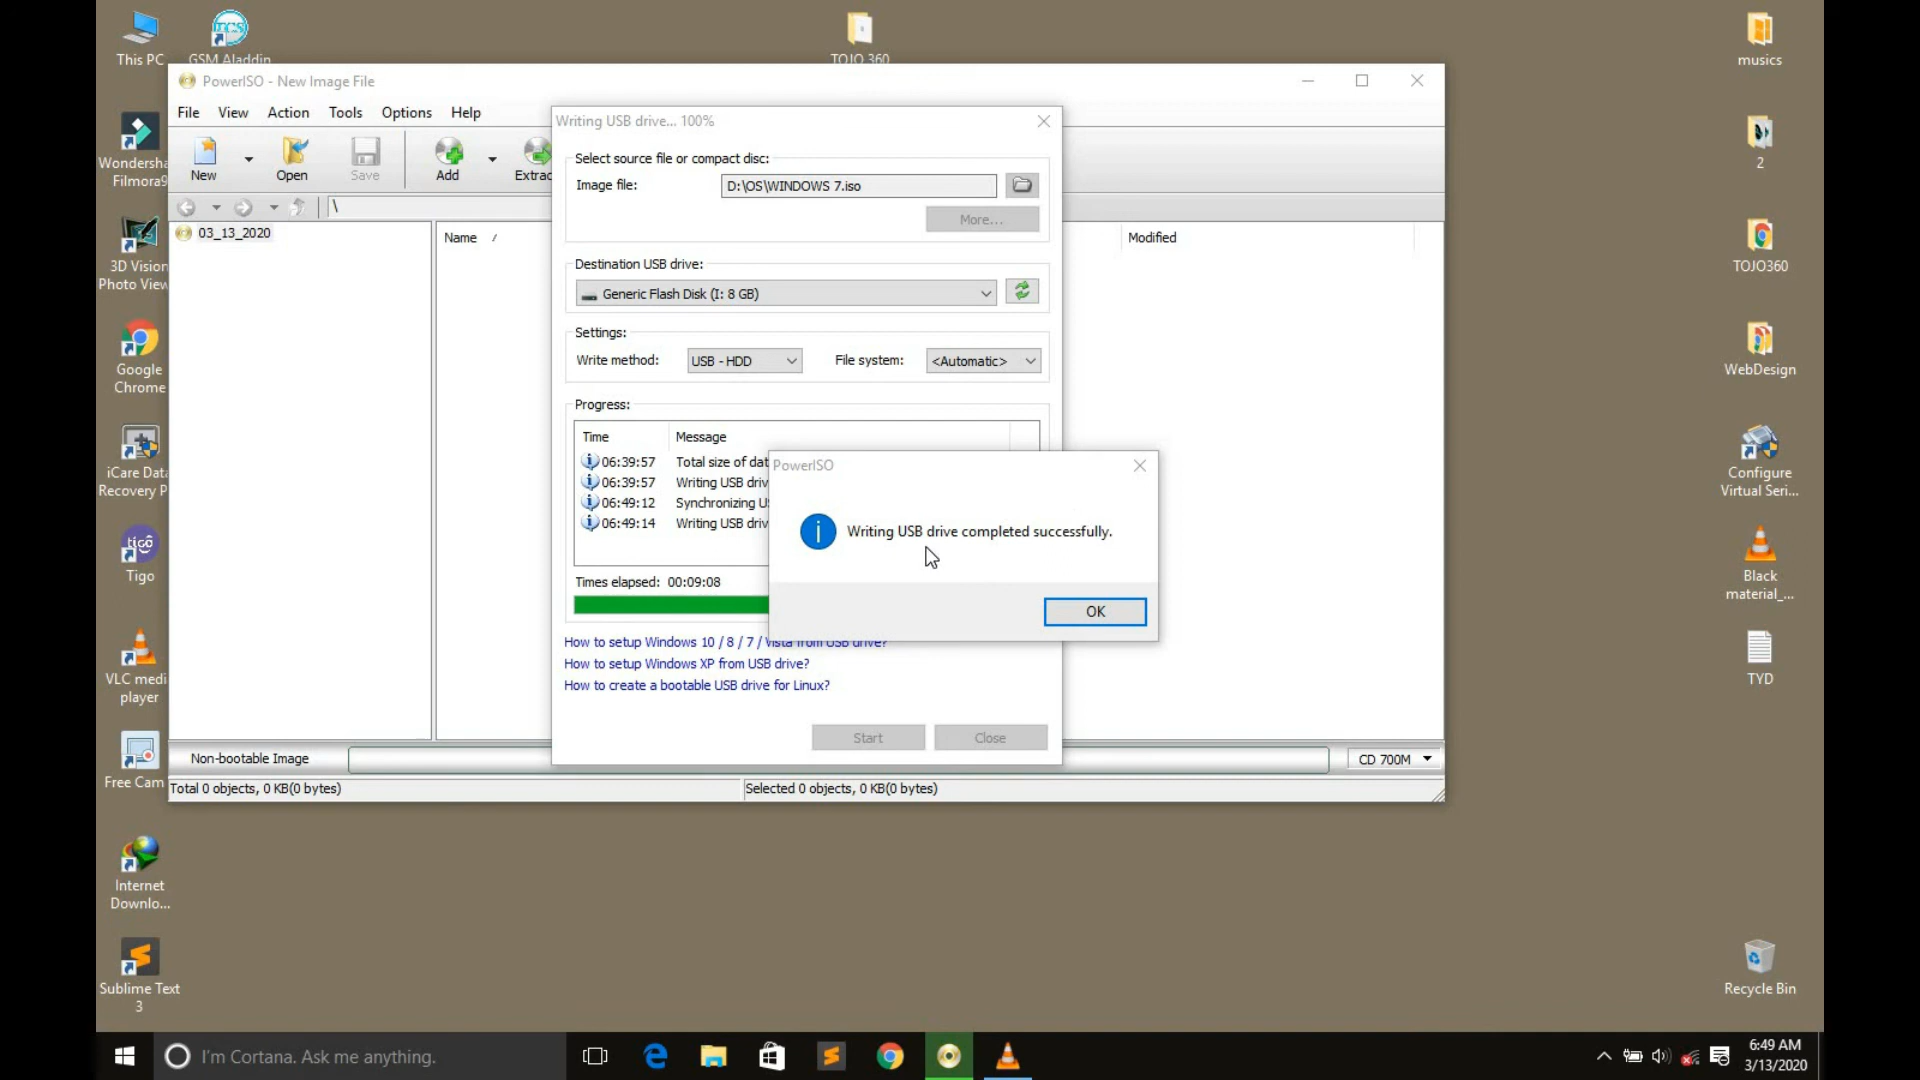 This PC
GSM Aladdin
TOJO 360
musics
PowerISO - New Image File
File View Action Tools Options Help
New
Open
Save
Add
Extrac
\
03_13_2020
Name /
Modified
Writing USB drive... 100%
Select source file or compact disc:
Image file:
D:\OS\WINDOWS 7.iso
More...
Destination USB drive:
Generic Flash Disk (I: 8 GB)
Settings:
Write method:
USB - HDD
File system:
<Automatic>
Progress:
Time Message
06:39:57 Total size of dat
06:39:57 Writing USB driv
06:49:12 Synchronizing U
06:49:14 Writing USB driv
Times elapsed: 00:09:08
PowerISO
Writing USB drive completed successfully.
OK
How to setup Windows 10 / 8 / 7 / Vista from USB drive?
How to setup Windows XP from USB drive?
How to create a bootable USB drive for Linux?
Start
Close
Non-bootable Image
CD 700M
Total 0 objects, 0 KB(0 bytes)
Selected 0 objects, 0 KB(0 bytes)
Wondersha
Filmora9
3D Vision
Photo View
Google
Chrome
iCare Data
Recovery P
tigo
Tigo
VLC medi
player
Free Cam
Internet
Downlo...
Sublime Text
3
2
TOJO360
WebDesign
Configure
Virtual Seri...
Black
material_...
TYD
Recycle Bin
I'm Cortana. Ask me anything.
6:49 AM
3/13/2020